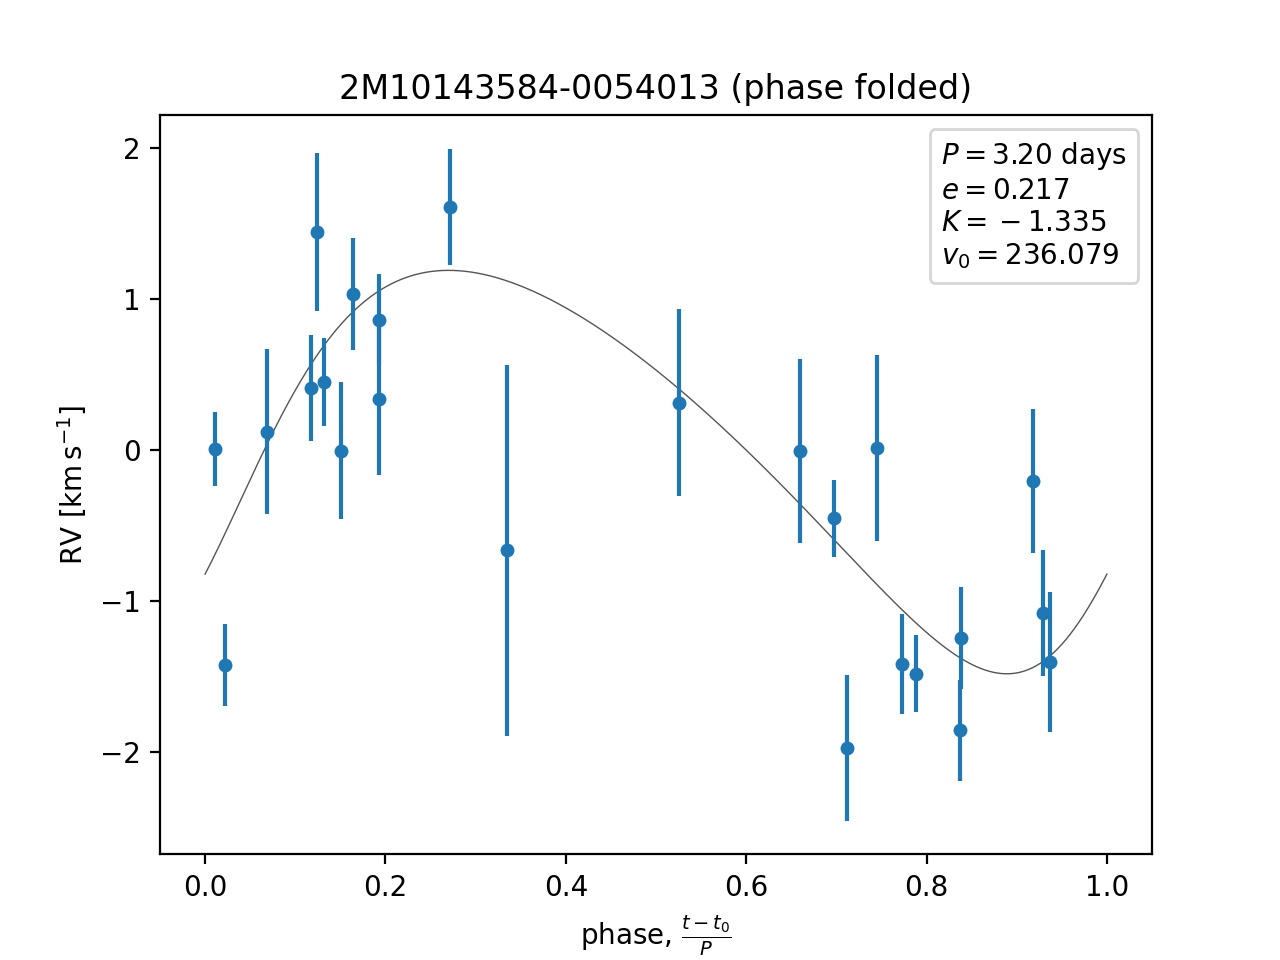 2M10143584-0054013 (phase folded)
P = 3.20 days
e = 0.217
K = −1.335
v₀ = 236.079
RV [km s⁻¹]
2
1
0
−1
−2
0.0 0.2 0.4 0.6 0.8 1.0
phase, (t − t₀)/P